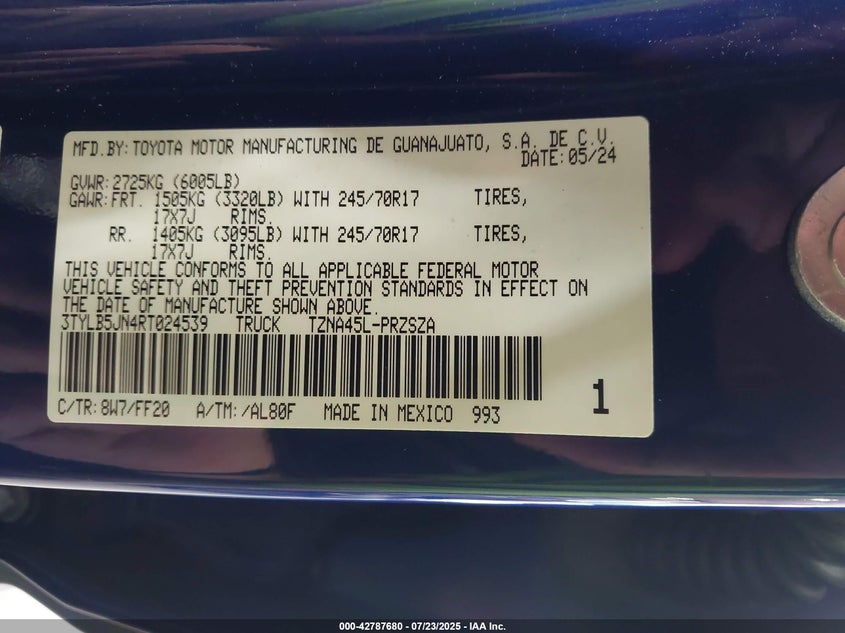 MFD.BY: TOYOTA MOTOR MANUFACTURING DE GUANAJUATO, S.A. DE C.V.
DATE: 05/24
GVWR: 2725KG (6005LB)
GAWR: FRT. 1505KG (3320LB) WITH 245/70R17 TIRES,
17X7J RIMS.
RR. 1405KG (3095LB) WITH 245/70R17 TIRES,
17X7J RIMS.
THIS VEHICLE CONFORMS TO ALL APPLICABLE FEDERAL MOTOR
VEHICLE SAFETY AND THEFT PREVENTION STANDARDS IN EFFECT ON
THE DATE OF MANUFACTURE SHOWN ABOVE.
3TYLB5JN4RT024539 TRUCK TZNA45L-PRZSZA
C/TR: 8W7/FF20 A/TM: /AL80F MADE IN MEXICO 993
1
000-42787680 / 07/23/2025 - IAA Inc.